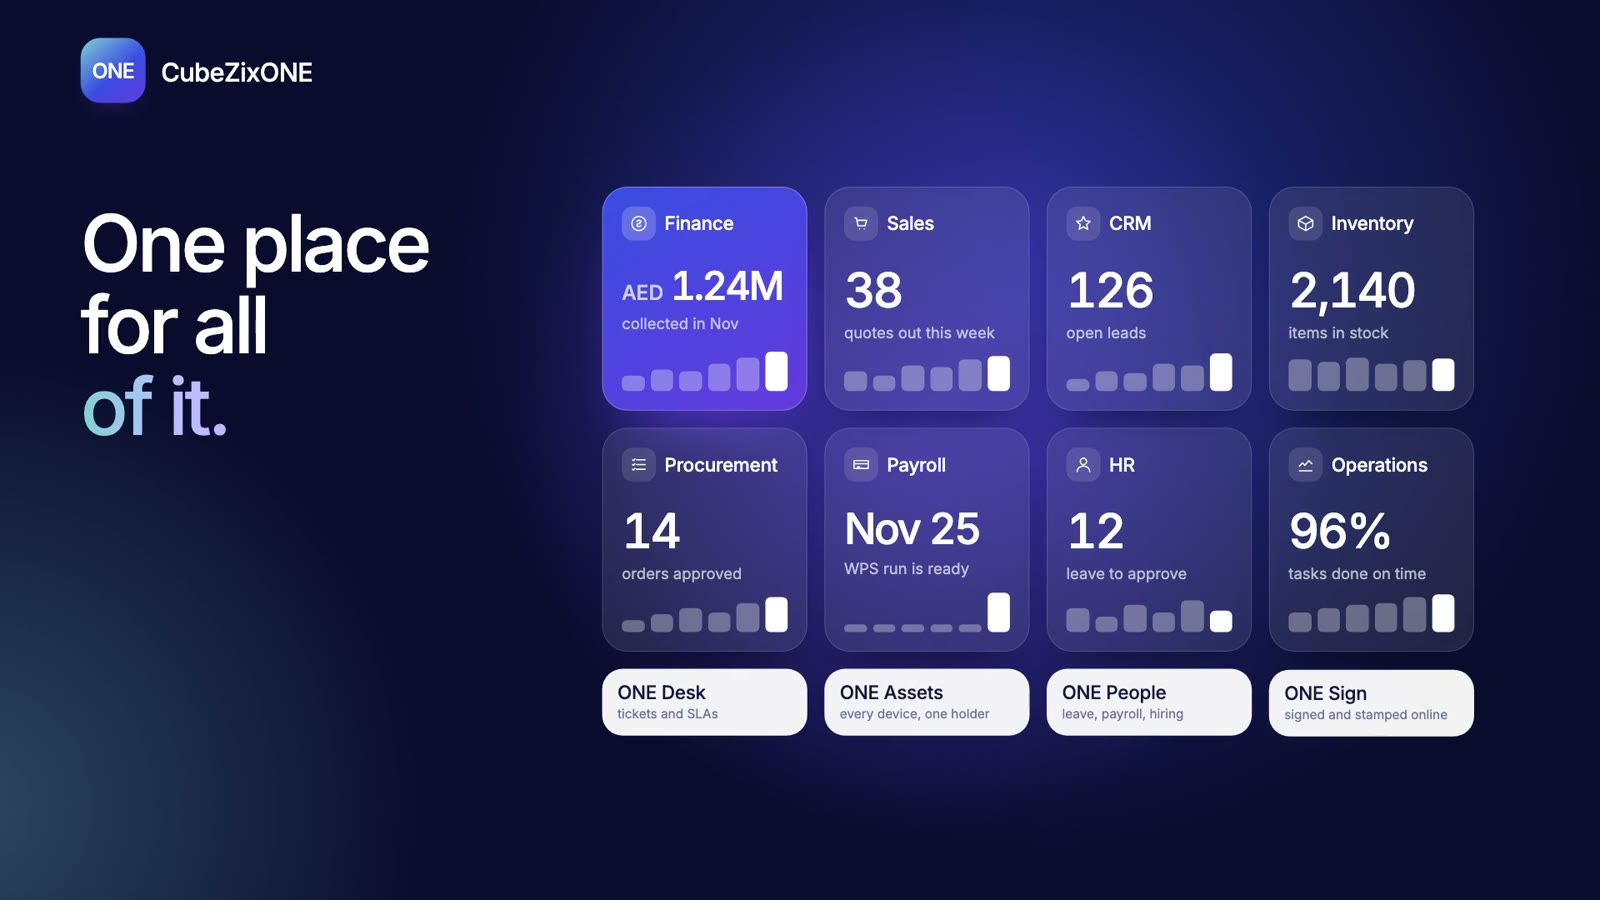 ONE
CubeZixONE
One place
for all
of it.
Finance
AED 1.24M
collected in Nov
Sales
38
quotes out this week
CRM
126
open leads
Inventory
2,140
items in stock
Procurement
14
orders approved
Payroll
Nov 25
WPS run is ready
HR
12
leave to approve
Operations
96%
tasks done on time
ONE Desk
tickets and SLAs
ONE Assets
every device, one holder
ONE People
leave, payroll, hiring
ONE Sign
signed and stamped online